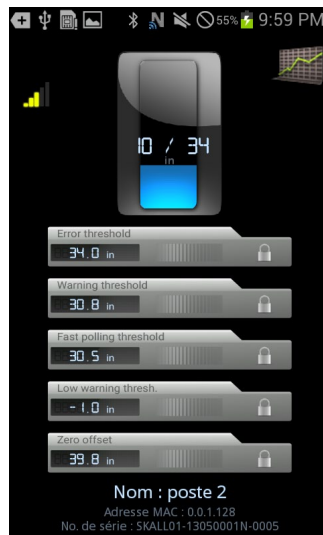 55% 9:59 PM
10 / 34
in
Error threshold
34.0 in
Warning threshold
30.8 in
Fast polling threshold
30.5 in
Low warning thresh.
-1.0 in
Zero offset
39.8 in
Nom : poste 2
Adresse MAC : 0.0.1.128
No. de série : SKALL01-13050001N-0005